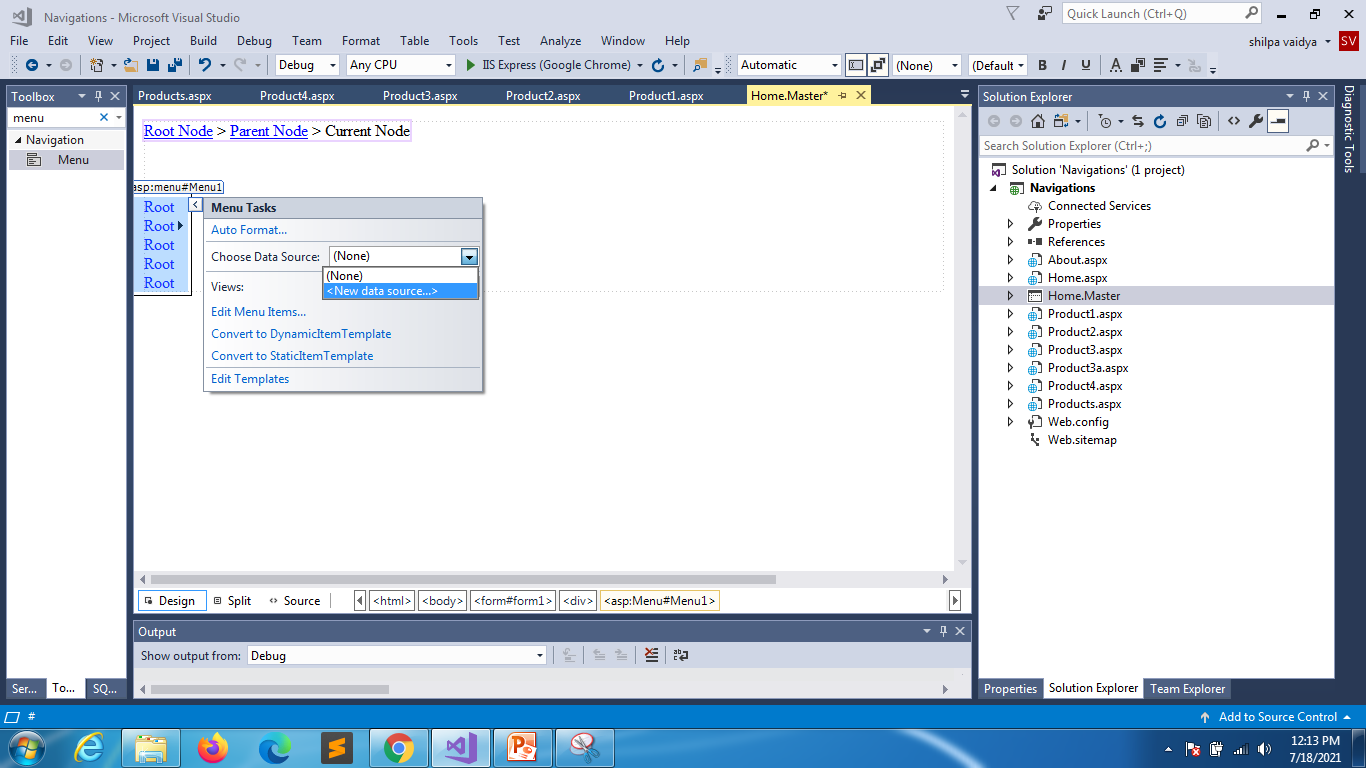 Navigations - Microsoft Visual Studio
Quick Launch (Ctrl+Q)
File Edit View Project Build Debug Team Format Table Tools Test Analyze Window Help
shilpa vaidya SV
Debug Any CPU IIS Express (Google Chrome) Automatic (None) (Default B I U A
Toolbox
menu
Navigation
Menu
Products.aspx Product4.aspx Product3.aspx Product2.aspx Product1.aspx Home.Master*
Root Node > Parent Node > Current Node
asp:menu#Menu1
Root
Root
Root
Root
Root
Menu Tasks
Auto Format...
Choose Data Source: (None)
(None)
<New data source...>
Views:
Edit Menu Items...
Convert to DynamicItemTemplate
Convert to StaticItemTemplate
Edit Templates
Design Split Source <html> <body> <form#form1> <div> <asp:Menu#Menu1>
Output
Show output from: Debug
Ser... To... SQ...
Solution Explorer
Search Solution Explorer (Ctrl+;)
Solution 'Navigations' (1 project)
Navigations
Connected Services
Properties
References
About.aspx
Home.aspx
Home.Master
Product1.aspx
Product2.aspx
Product3.aspx
Product3a.aspx
Product4.aspx
Products.aspx
Web.config
Web.sitemap
Properties Solution Explorer Team Explorer
Diagnostic Tools
#
Add to Source Control
12:13 PM
7/18/2021